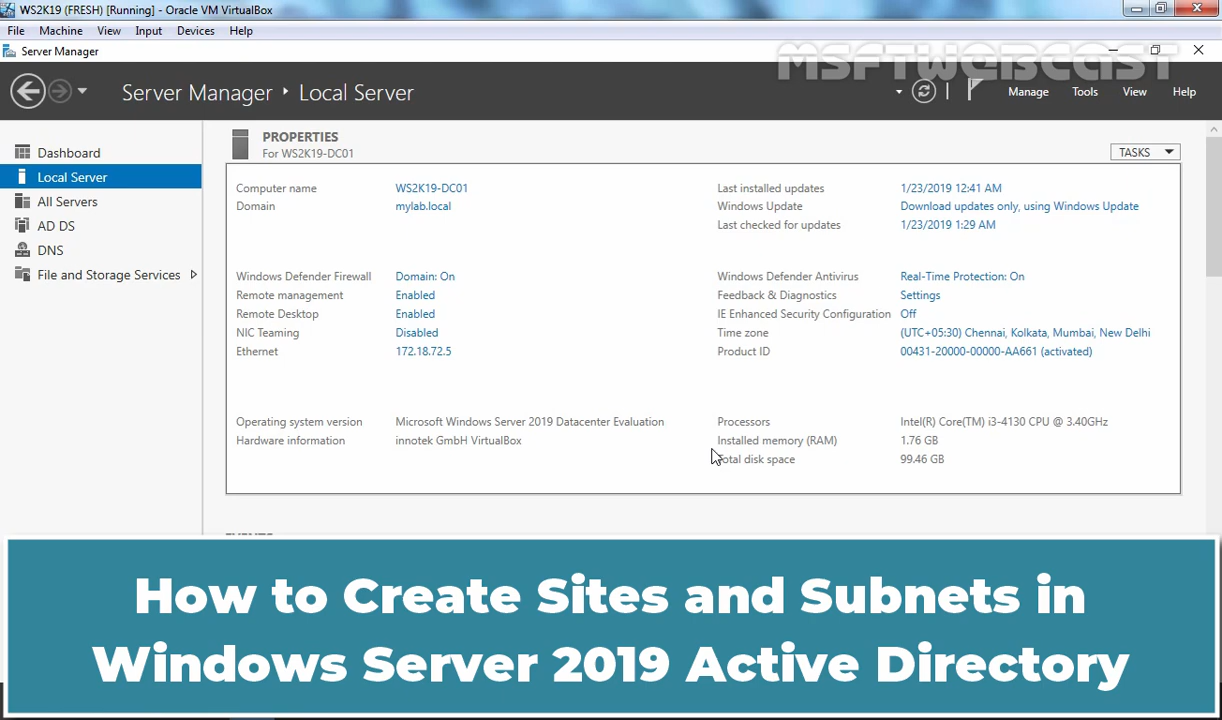 WS2K19 (FRESH) [Running] - Oracle VM VirtualBox
File Machine View Input Devices Help
Server Manager
MSFTWEBCAST
Server Manager ‣ Local Server
Manage Tools View Help
Dashboard
Local Server
All Servers
AD DS
DNS
File and Storage Services
PROPERTIES
For WS2K19-DC01
TASKS
Computer name WS2K19-DC01 Last installed updates 1/23/2019 12:41 AM
Domain mylab.local Windows Update Download updates only, using Windows Update
Last checked for updates 1/23/2019 1:29 AM
Windows Defender Firewall Domain: On Windows Defender Antivirus Real-Time Protection: On
Remote management Enabled Feedback & Diagnostics Settings
Remote Desktop Enabled IE Enhanced Security Configuration Off
NIC Teaming Disabled Time zone (UTC+05:30) Chennai, Kolkata, Mumbai, New Delhi
Ethernet 172.18.72.5 Product ID 00431-20000-00000-AA661 (activated)
Operating system version Microsoft Windows Server 2019 Datacenter Evaluation Processors Intel(R) Core(TM) i3-4130 CPU @ 3.40GHz
Hardware information innotek GmbH VirtualBox Installed memory (RAM) 1.76 GB
Total disk space 99.46 GB
How to Create Sites and Subnets in
Windows Server 2019 Active Directory